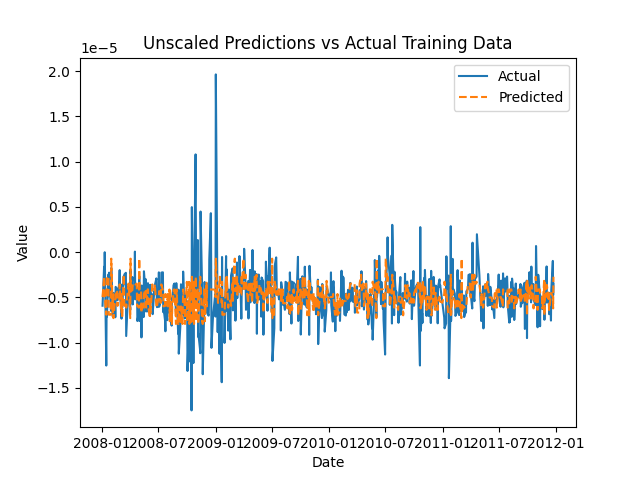 Unscaled Predictions vs Actual Training Data
1e−5
2.0
1.5
1.0
0.5
0.0
−0.5
−1.0
−1.5
Value
Actual
Predicted
2008-01 2008-07 2009-01 2009-07 2010-01 2010-07 2011-01 2011-07 2012-01
Date